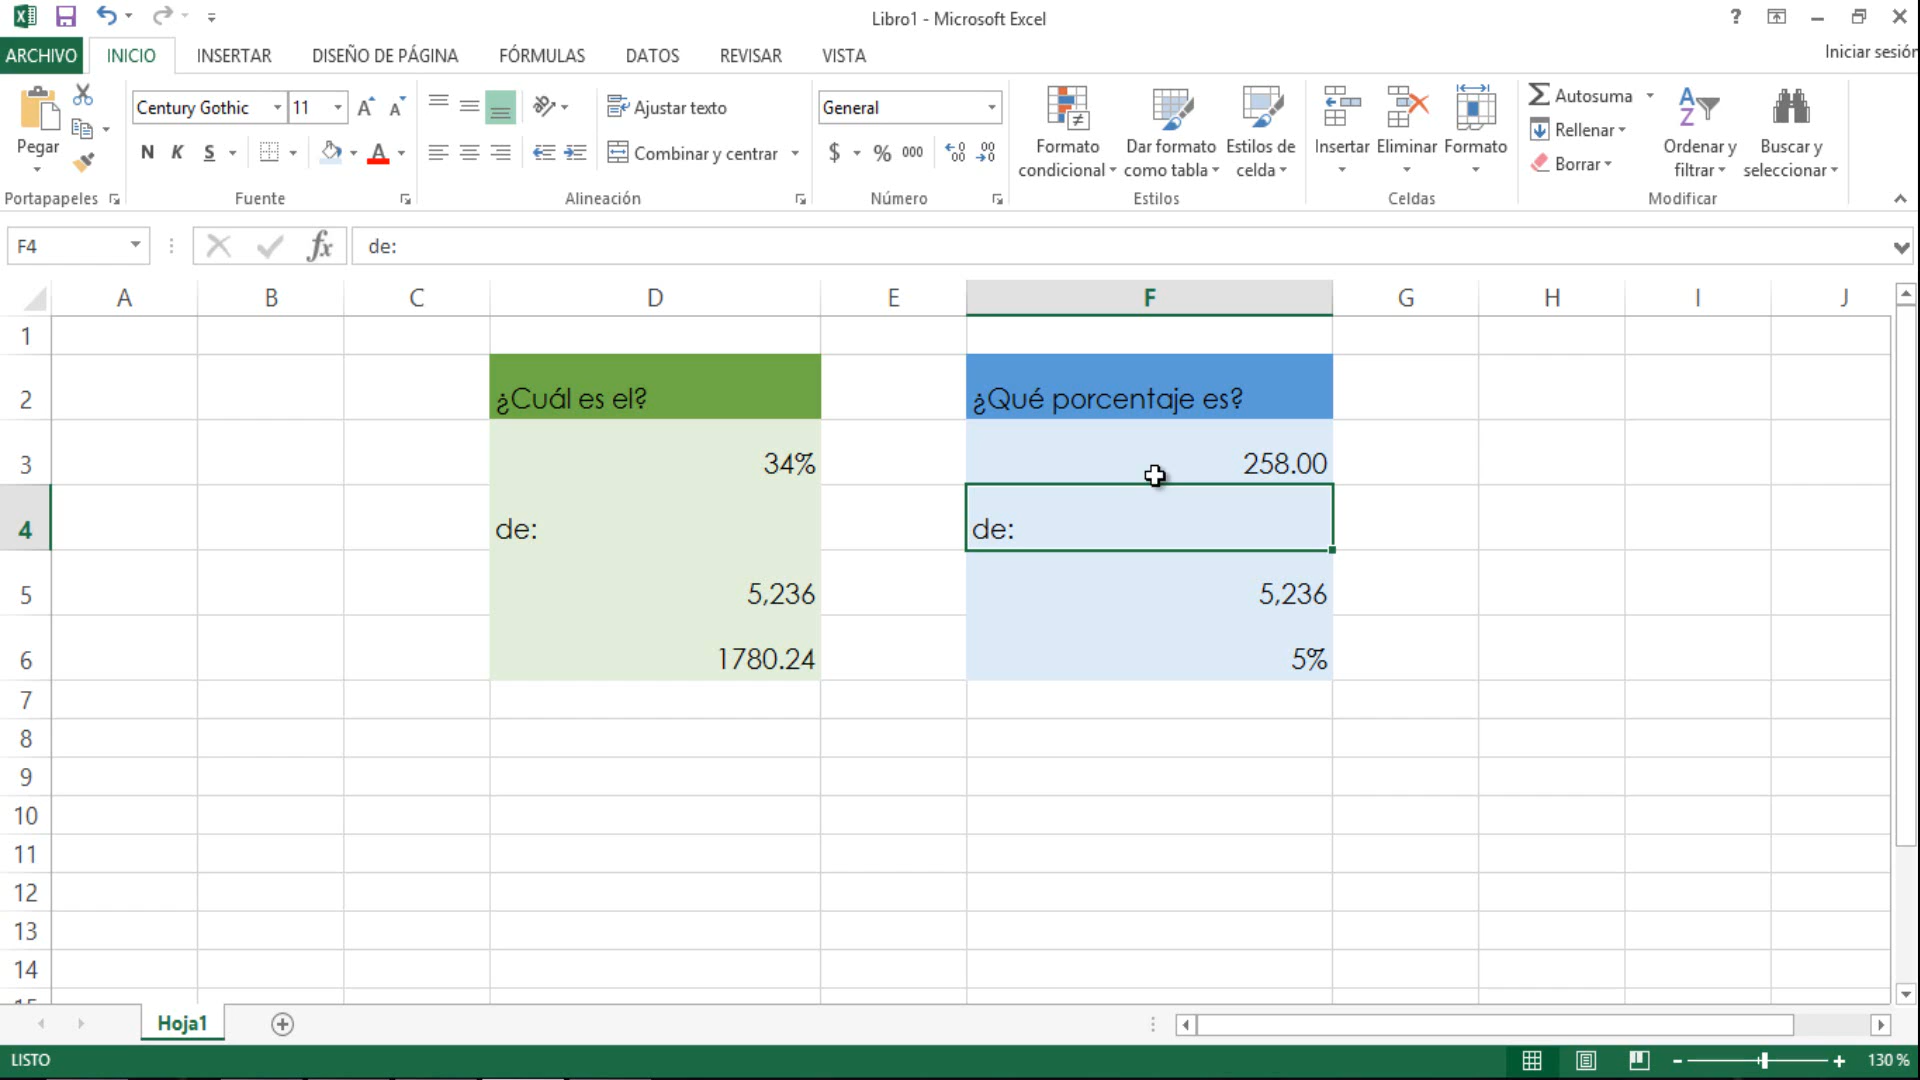 Libro1 - Microsoft Excel
?
Iniciar sesión
ARCHIVO INICIO INSERTAR DISEÑO DE PÁGINA FÓRMULAS DATOS REVISAR VISTA
Pegar
Portapapeles
Century Gothic 11
N K S
Fuente
Ajustar texto
Combinar y centrar
Alineación
General
$ % 000
Número
Formato condicional
Dar formato como tabla
Estilos de celda
Estilos
Insertar Eliminar Formato
Celdas
Autosuma
Rellenar
Borrar
Ordenar y filtrar
Buscar y seleccionar
Modificar
F4 fx de:
A B C D E F G H I J
1
2 ¿Cuál es el? ¿Qué porcentaje es?
3 34% 258.00
4 de: de:
5 5,236 5,236
6 1780.24 5%
7
8
9
10
11
12
13
14
15
Hoja1
LISTO 130 %